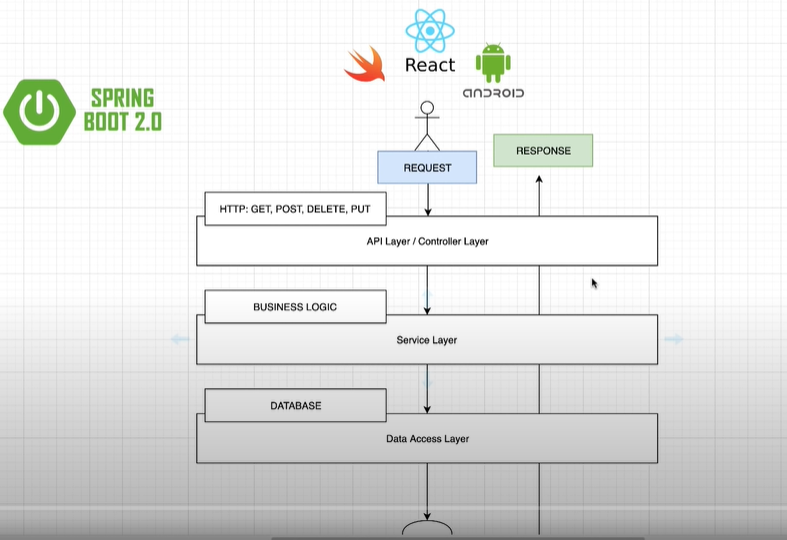 React
ANDROID
SPRING
BOOT 2.0
RESPONSE
REQUEST
HTTP: GET, POST, DELETE, PUT
API Layer / Controller Layer
BUSINESS LOGIC
Service Layer
DATABASE
Data Access Layer